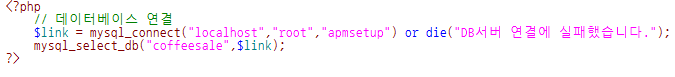 <?php
// 데이터베이스 연결
$link = mysql_connect("localhost","root","apmsetup") or die("DB서버 연결에 실패했습니다.");
mysql_select_db("coffeesale",$link);
?>